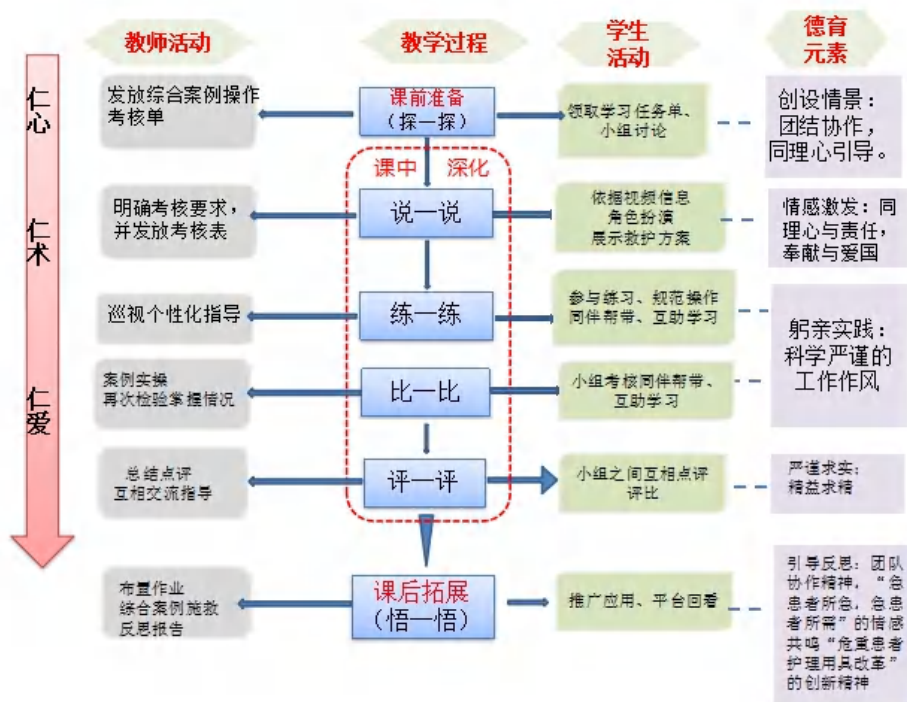 教师活动
教学过程
学生
活动
德育
元素
仁心
仁术
仁爱
发放综合案例操作
考核单
课前准备
(探一探)
领取学习任务单、
小组讨论
创设情景：
团结协作，
同理心引导。
课中 深化
明确考核要求，
并发放考核表
说一说
依据视频信息
角色扮演
展示救护方案
情感激发：同
理心与责任，
奉献与爱国
巡视个性化指导
练一练
参与练习、规范操作
同伴帮带、互助学习
躬亲实践：
科学严谨的
工作作风
案例实操
再次检验掌握情况
比一比
小组考核同伴帮带、
互助学习
总结点评
互相交流指导
评一评
小组之间互相点评
评比
严谨求实；
精益求精
布置作业
综合案例施救
反思报告
课后拓展
(悟一悟)
推广应用、平台回看
引导反思：团队
协作精神，“急
患者所急，急患
者所需”的情感
共鸣“危重患者
护理用具改革”
的创新精神